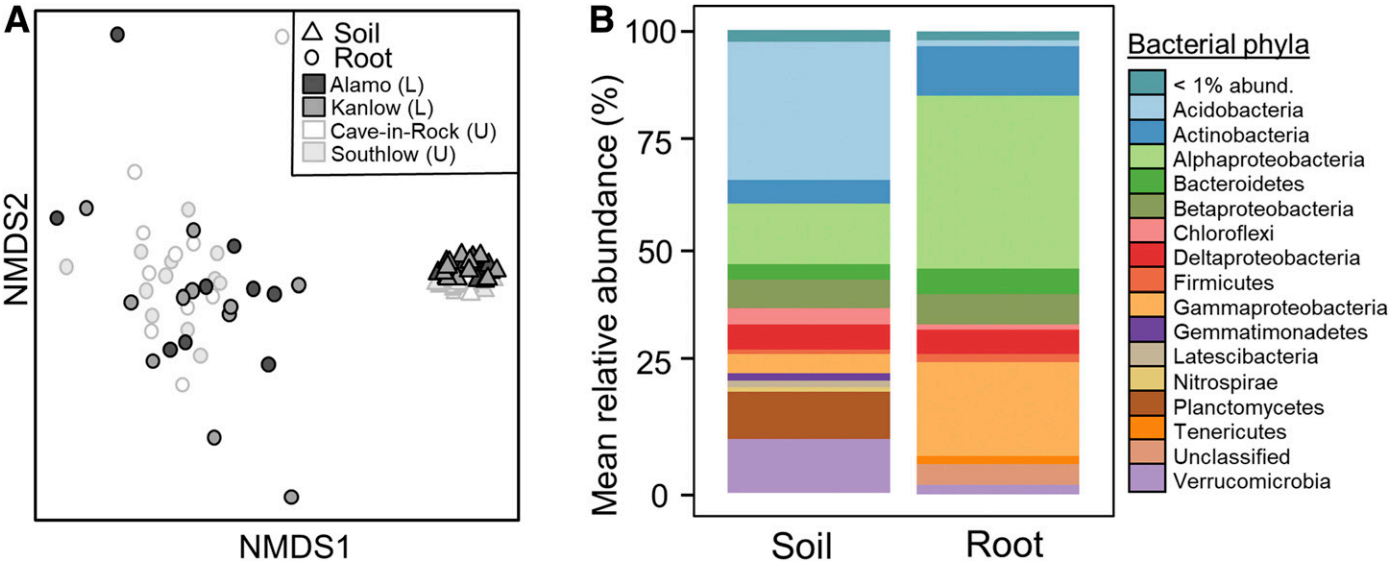 A
Soil
Root
Alamo (L)
Kanlow (L)
Cave-in-Rock (U)
Southlow (U)
NMDS2
NMDS1
B
Mean relative abundance (%)
100
75
50
25
0
Soil
Root
Bacterial phyla
< 1% abund.
Acidobacteria
Actinobacteria
Alphaproteobacteria
Bacteroidetes
Betaproteobacteria
Chloroflexi
Deltaproteobacteria
Firmicutes
Gammaproteobacteria
Gemmatimonadetes
Latescibacteria
Nitrospirae
Planctomycetes
Tenericutes
Unclassified
Verrucomicrobia